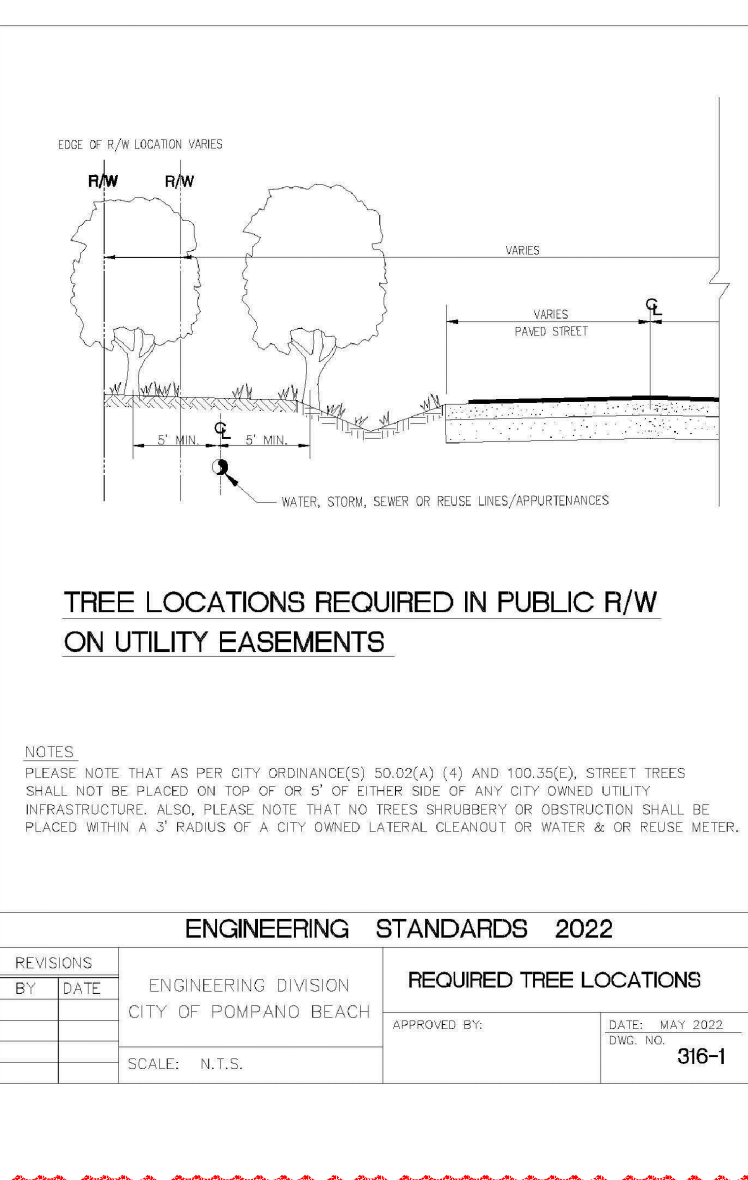 EDGE OF R/W LOCATION VARIES
R/W R/W
VARIES
VARIES
℄
PAVED STREET
℄
5' MIN. 5' MIN.
WATER, STORM, SEWER OR REUSE LINES/APPURTENANCES
TREE LOCATIONS REQUIRED IN PUBLIC R/W
ON UTILITY EASEMENTS
NOTES
PLEASE NOTE THAT AS PER CITY ORDINANCE(S) 50.02(A) (4) AND 100.35(E), STREET TREES
SHALL NOT BE PLACED ON TOP OF OR 5' OF EITHER SIDE OF ANY CITY OWNED UTILITY
INFRASTRUCTURE. ALSO, PLEASE NOTE THAT NO TREES SHRUBBERY OR OBSTRUCTION SHALL BE
PLACED WITHIN A 3' RADIUS OF A CITY OWNED LATERAL CLEANOUT OR WATER & OR REUSE METER.
ENGINEERING STANDARDS 2022
REVISIONS
BY DATE
ENGINEERING DIVISION
CITY OF POMPANO BEACH
SCALE: N.T.S.
REQUIRED TREE LOCATIONS
APPROVED BY:
DATE: MAY 2022
DWG. NO.
316-1